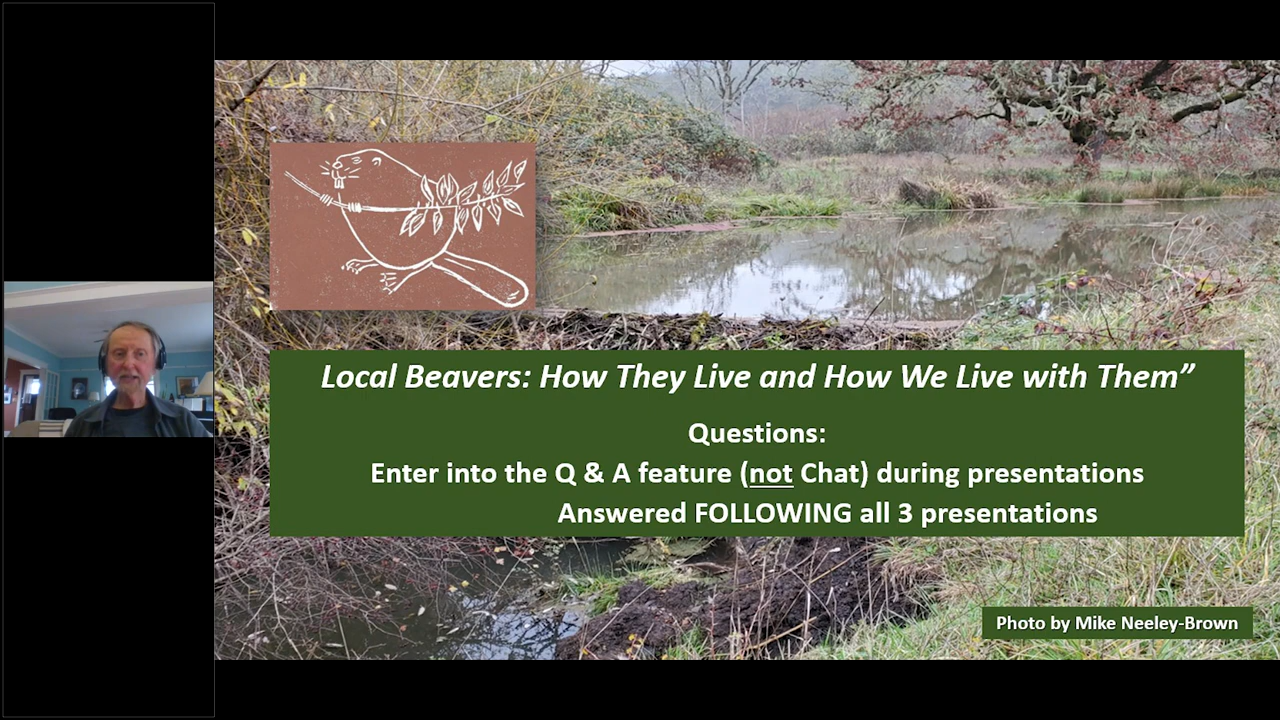 Local Beavers: How They Live and How We Live with Them”
Questions:
Enter into the Q & A feature (not Chat) during presentations
Answered FOLLOWING all 3 presentations
Photo by Mike Neeley-Brown